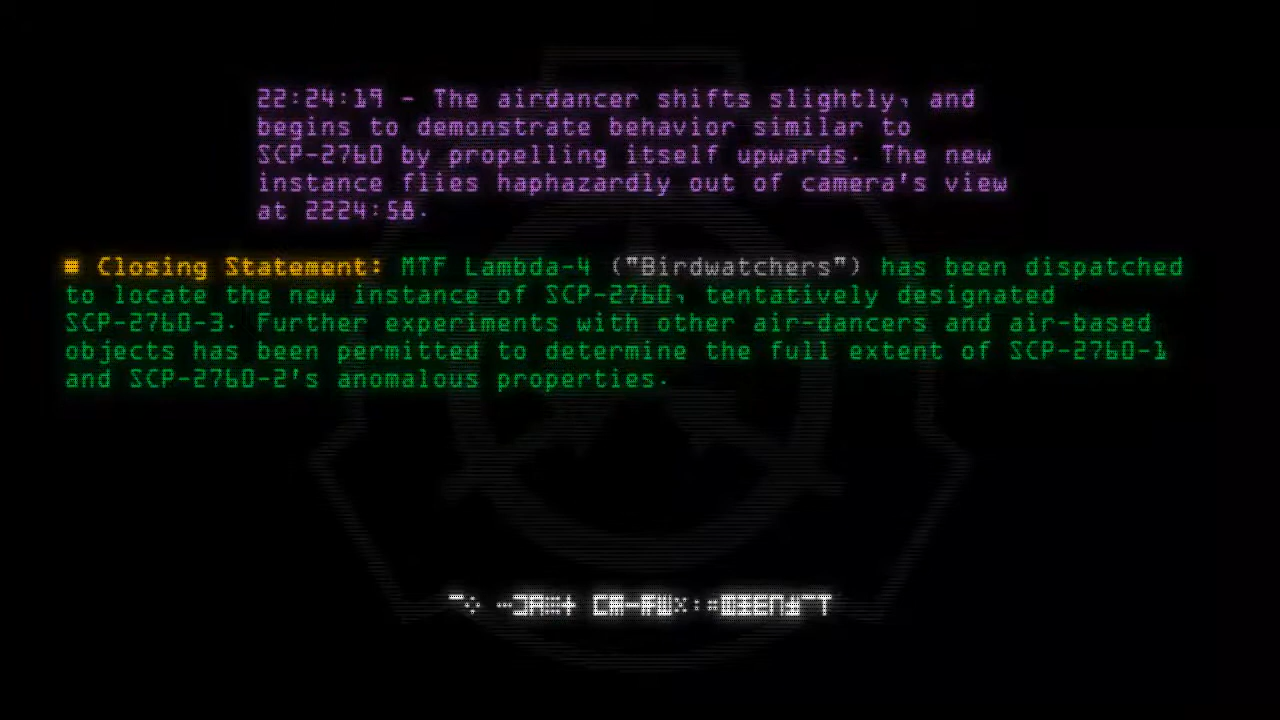 22:24:19 - The airdancer shifts slightly, and
begins to demonstrate behavior similar to
SCP-2760 by propelling itself upwards. The new
instance flies haphazardly out of camera's view
at 2224:58.
■ Closing Statement: MTF Lambda-4 ("Birdwatchers") has been dispatched
to locate the new instance of SCP-2760, tentatively designated
SCP-2760-3. Further experiments with other air-dancers and air-based
objects has been permitted to determine the full extent of SCP-2760-1
and SCP-2760-2's anomalous properties.